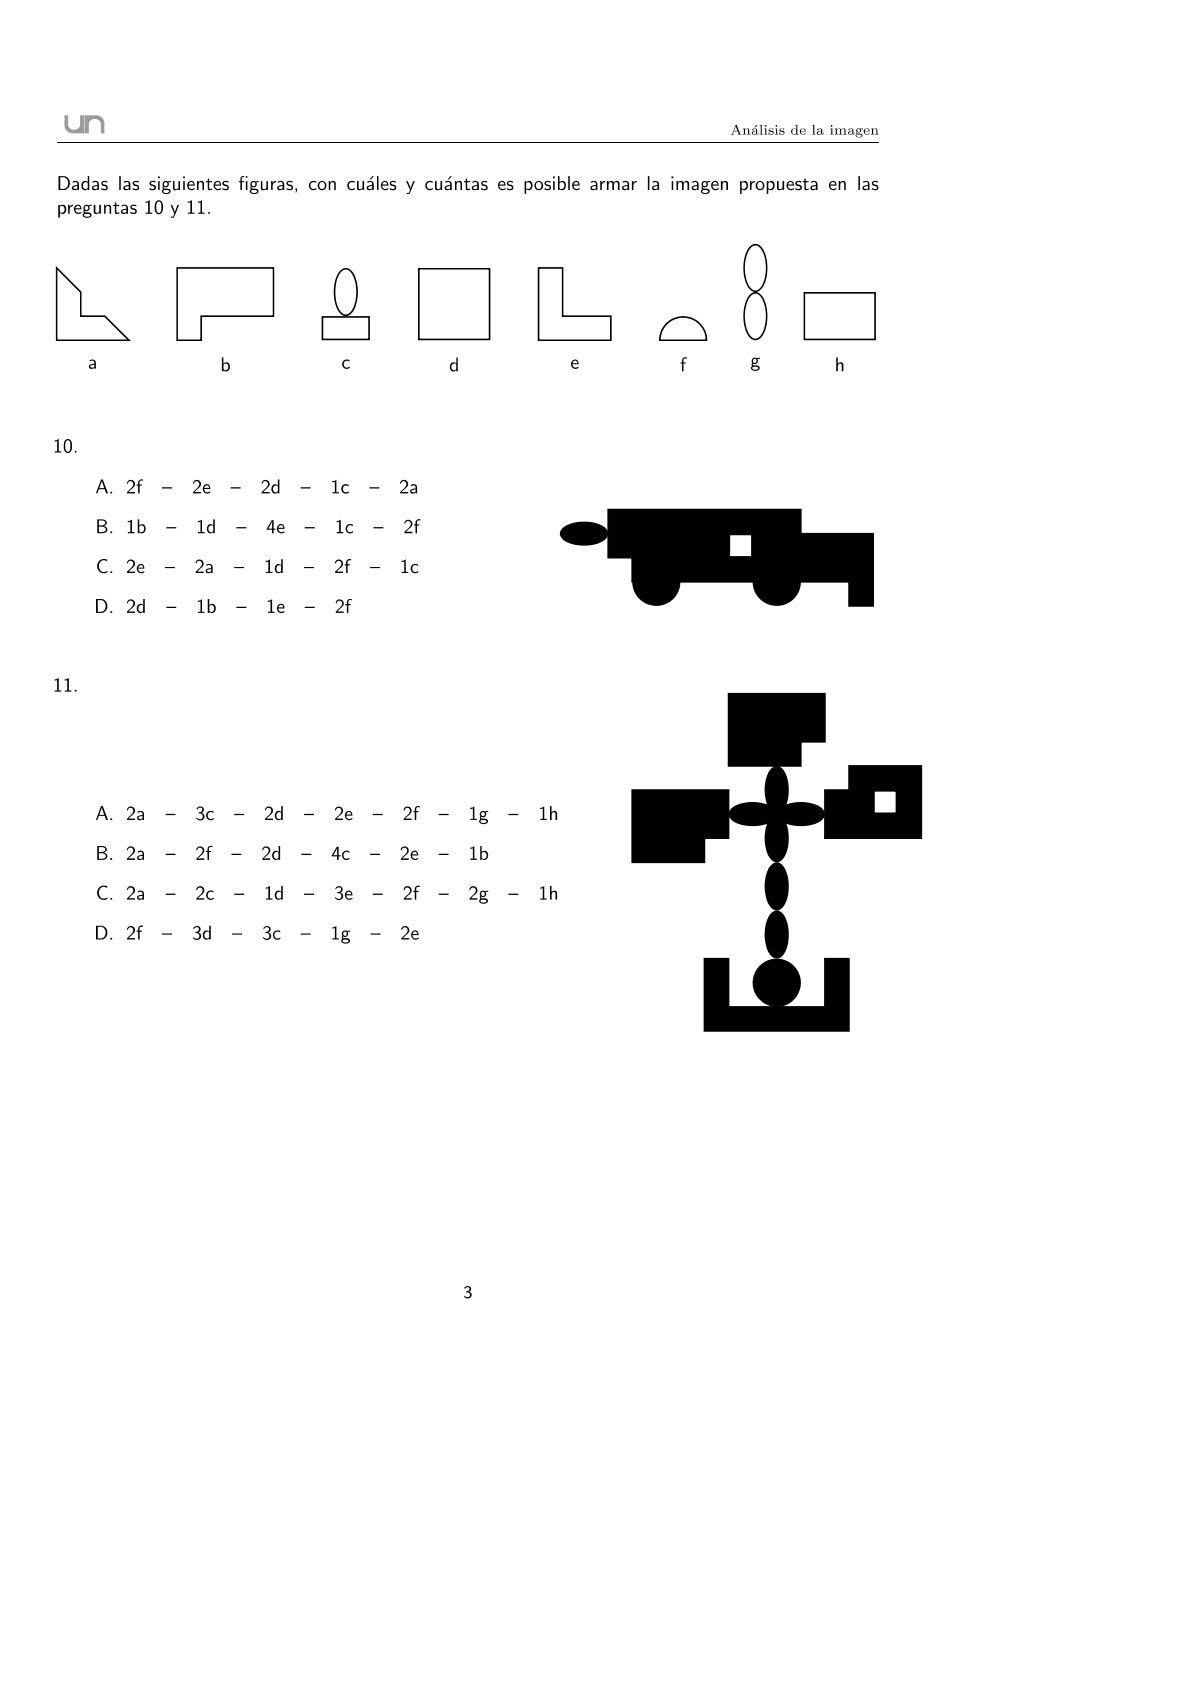 un
Análisis de la imagen
Dadas las siguientes figuras, con cuáles y cuántas es posible armar la imagen propuesta en las
preguntas 10 y 11.
a b c d e f g h
10.
A. 2f – 2e – 2d – 1c – 2a
B. 1b – 1d – 4e – 1c – 2f
C. 2e – 2a – 1d – 2f – 1c
D. 2d – 1b – 1e – 2f
11.
A. 2a – 3c – 2d – 2e – 2f – 1g – 1h
B. 2a – 2f – 2d – 4c – 2e – 1b
C. 2a – 2c – 1d – 3e – 2f – 2g – 1h
D. 2f – 3d – 3c – 1g – 2e
3